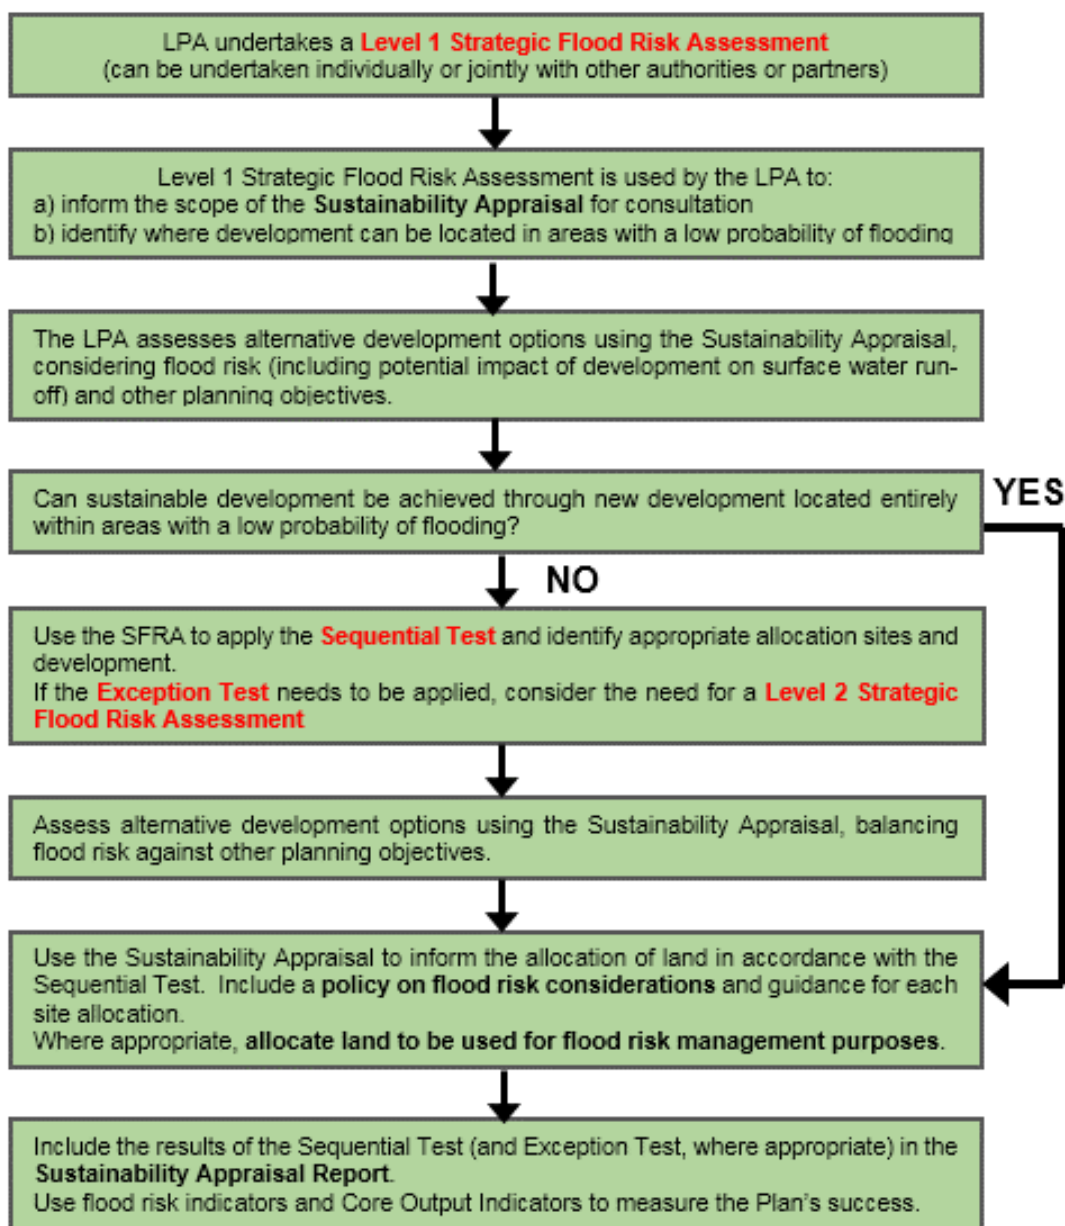 LPA undertakes a Level 1 Strategic Flood Risk Assessment
(can be undertaken individually or jointly with other authorities or partners)
Level 1 Strategic Flood Risk Assessment is used by the LPA to:
a) inform the scope of the Sustainability Appraisal for consultation
b) identify where development can be located in areas with a low probability of flooding
The LPA assesses alternative development options using the Sustainability Appraisal,
considering flood risk (including potential impact of development on surface water run-
off) and other planning objectives.
Can sustainable development be achieved through new development located entirely
within areas with a low probability of flooding?
YES
NO
Use the SFRA to apply the Sequential Test and identify appropriate allocation sites and
development.
If the Exception Test needs to be applied, consider the need for a Level 2 Strategic
Flood Risk Assessment
Assess alternative development options using the Sustainability Appraisal, balancing
flood risk against other planning objectives.
Use the Sustainability Appraisal to inform the allocation of land in accordance with the
Sequential Test. Include a policy on flood risk considerations and guidance for each
site allocation.
Where appropriate, allocate land to be used for flood risk management purposes.
Include the results of the Sequential Test (and Exception Test, where appropriate) in the
Sustainability Appraisal Report.
Use flood risk indicators and Core Output Indicators to measure the Plan's success.